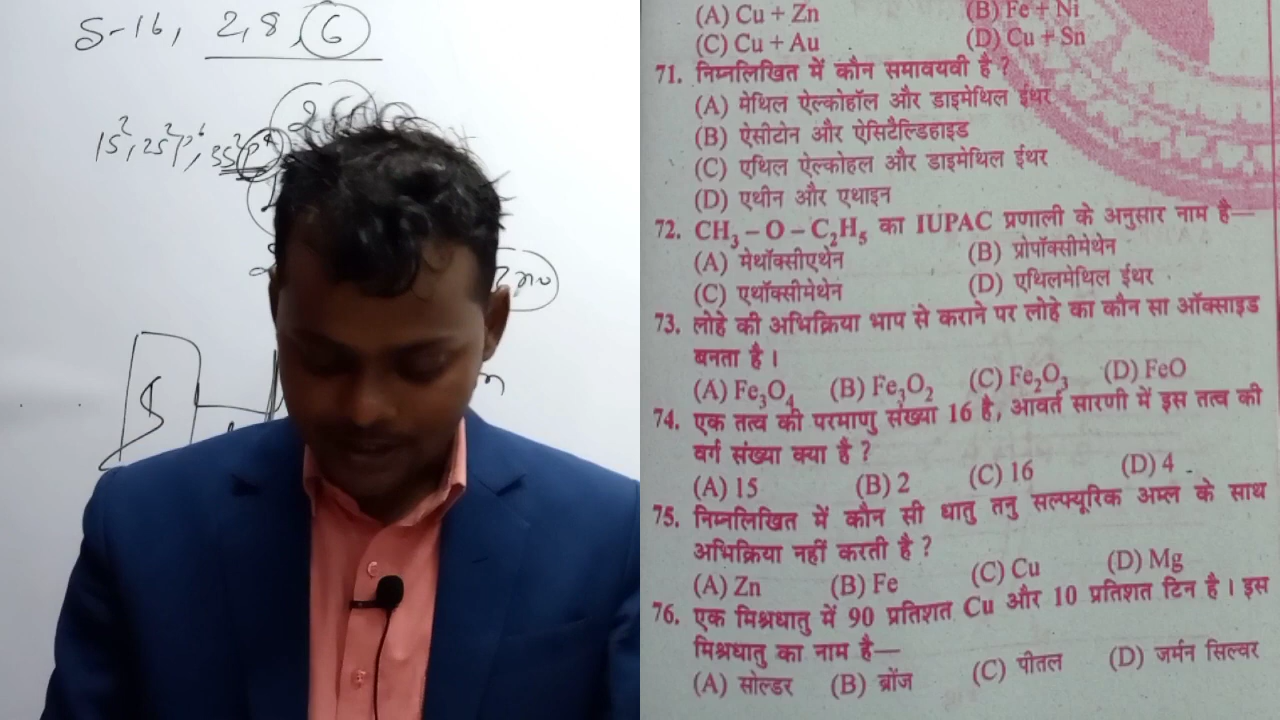 S-16, 2,8,6
1s²,2s²p⁶,3s²p⁴
(A) Cu + Zn (B) Fe + Ni
(C) Cu + Au (D) Cu + Sn
71. निम्नलिखित में कौन समावयवी है ?
(A) मेथिल ऐल्कोहॉल और डाइमेथिल ईथर
(B) ऐसीटोन और ऐसिटैल्डिहाइड
(C) एथिल ऐल्कोहल और डाइमेथिल ईथर
(D) एथीन और एथाइन
72. CH₃ – O – C₂H₅ का IUPAC प्रणाली के अनुसार नाम है—
(A) मेथॉक्सीएथेन (B) प्रोपॉक्सीमेथेन
(C) एथॉक्सीमेथेन (D) एथिलमेथिल ईथर
73. लोहे की अभिक्रिया भाप से कराने पर लोहे का कौन सा ऑक्साइड
बनता है ।
(A) Fe₃O₄ (B) Fe₃O₂ (C) Fe₂O₃ (D) FeO
74. एक तत्व की परमाणु संख्या 16 है, आवर्त सारणी में इस तत्व की
वर्ग संख्या क्या है ?
(A) 15 (B) 2 (C) 16 (D) 4
75. निम्नलिखित में कौन सी धातु तनु सल्फ्यूरिक अम्ल के साथ
अभिक्रिया नहीं करती है ?
(A) Zn (B) Fe (C) Cu (D) Mg
76. एक मिश्रधातु में 90 प्रतिशत Cu और 10 प्रतिशत टिन है । इस
मिश्रधातु का नाम है—
(A) सोल्डर (B) ब्रोंज (C) पीतल (D) जर्मन सिल्वर